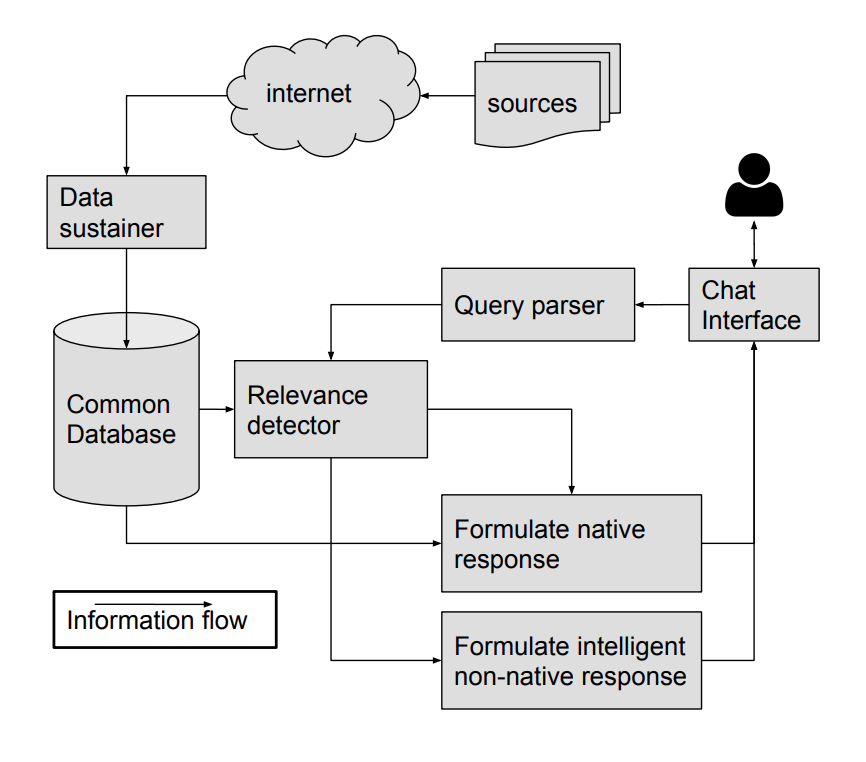 internet
sources
Data
sustainer
Query parser
Chat
Interface
Common
Database
Relevance
detector
Formulate native
response
Information flow
Formulate intelligent
non-native response